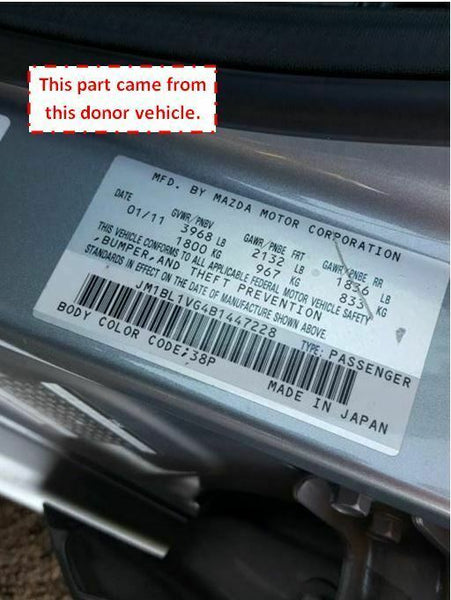 This part came from
this donor vehicle.
MFD. BY MAZDA MOTOR CORPORATION
DATE GVWR/PNBV GAWR/PNBE FRT GAWR/PNBE RR
01/11 3968 LB 2132 LB 1836 LB
1800 KG 967 KG 833 KG
THIS VEHICLE CONFORMS TO ALL APPLICABLE FEDERAL MOTOR VEHICLE SAFETY
,BUMPER,AND THEFT PREVENTION
STANDARDS IN EFFECT ON THE DATE OF MANUFACTURE SHOWN ABOVE.
JM1BL1VG4B1447228 TYPE: PASSENGER
BODY COLOR CODE;38P
MADE IN JAPAN